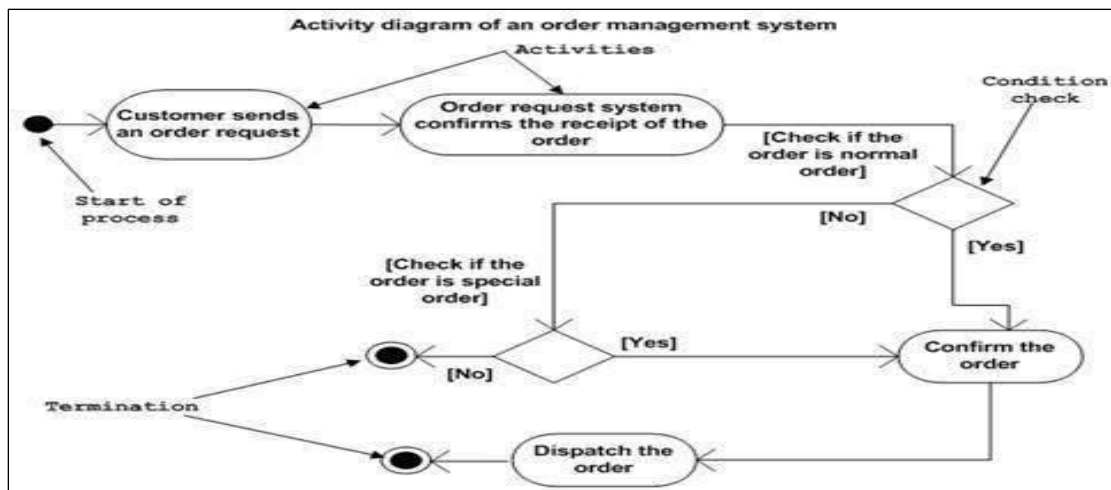 Activity diagram of an order management system
Activities
Condition
check
Customer sends
an order request
Order request system
confirms the receipt of the
order
[Check if the
order is normal
order]
Start of
process
[No]
[Yes]
[Check if the
order is special
order]
[Yes]
[No]
Confirm the
order
Termination
Dispatch the
order